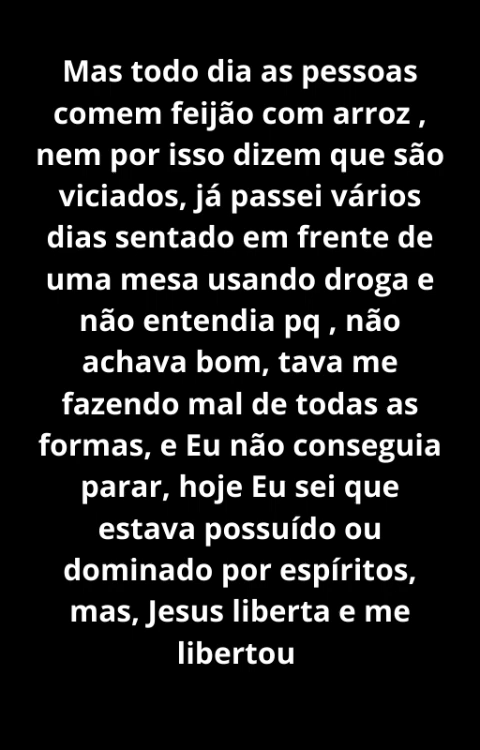 Mas todo dia as pessoas
comem feijão com arroz ,
nem por isso dizem que são
viciados, já passei vários
dias sentado em frente de
uma mesa usando droga e
não entendia pq , não
achava bom, tava me
fazendo mal de todas as
formas, e Eu não conseguia
parar, hoje Eu sei que
estava possuído ou
dominado por espíritos,
mas, Jesus liberta e me
libertou